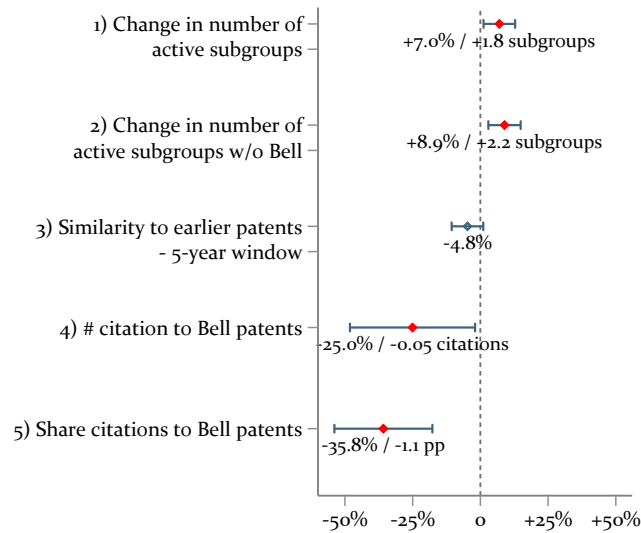 1) Change in number of
active subgroups
+7.0% / +1.8 subgroups
2) Change in number of
active subgroups w/o Bell
+8.9% / +2.2 subgroups
3) Similarity to earlier patents
- 5-year window
-4.8%
4) # citation to Bell patents
-25.0% / -0.05 citations
5) Share citations to Bell patents
-35.8% / -1.1 pp
-50% -25% 0 +25% +50%